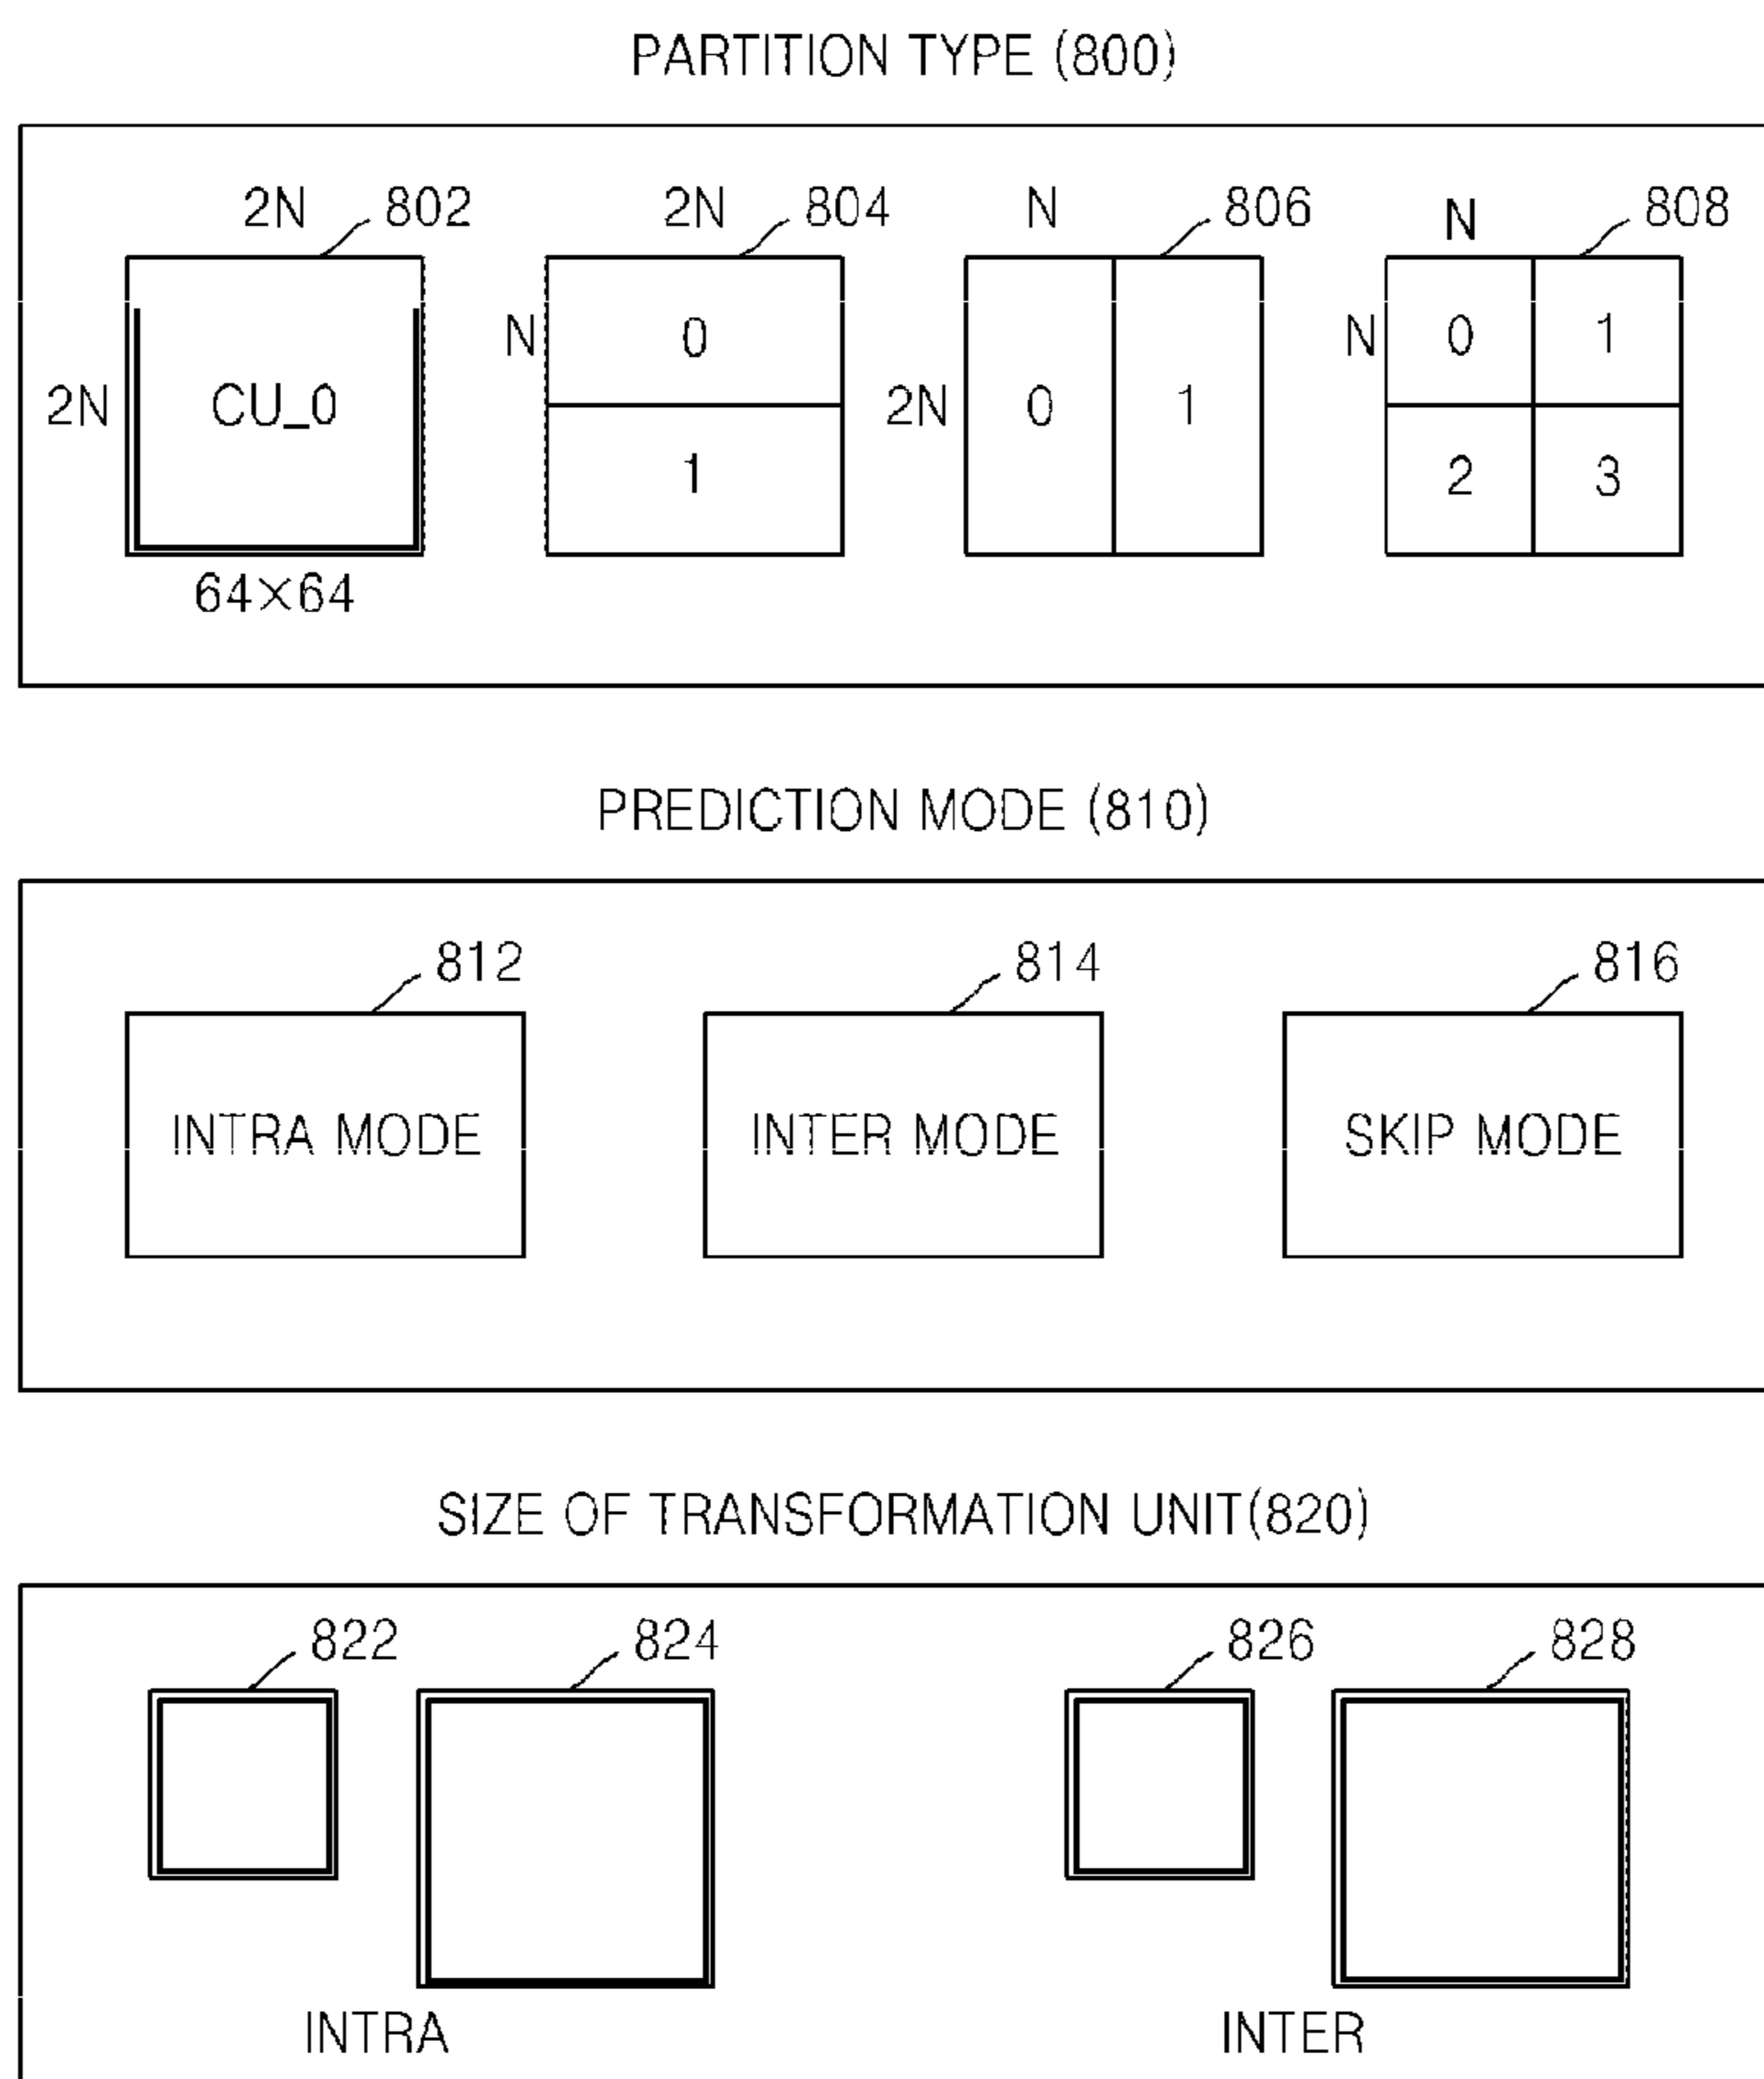 PARTITION TYPE (800)
2N 802 2N 804 N 806 N 808
N 0 N 0 1
2N CU_0 2N 0 1
1 2 3
64×64
PREDICTION MODE (810)
812 814 816
INTRA MODE INTER MODE SKIP MODE
SIZE OF TRANSFORMATION UNIT(820)
822 824 826 828
INTRA INTER